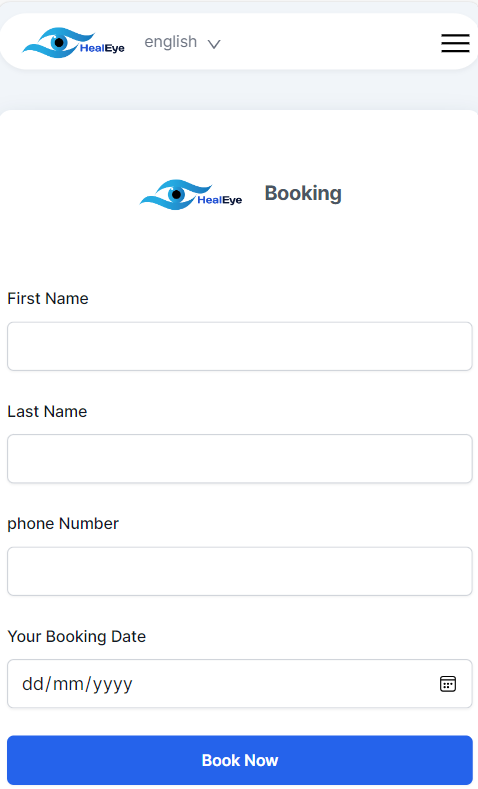 HealEye english
HealEye Booking
First Name
Last Name
phone Number
Your Booking Date
dd/mm/yyyy
Book Now